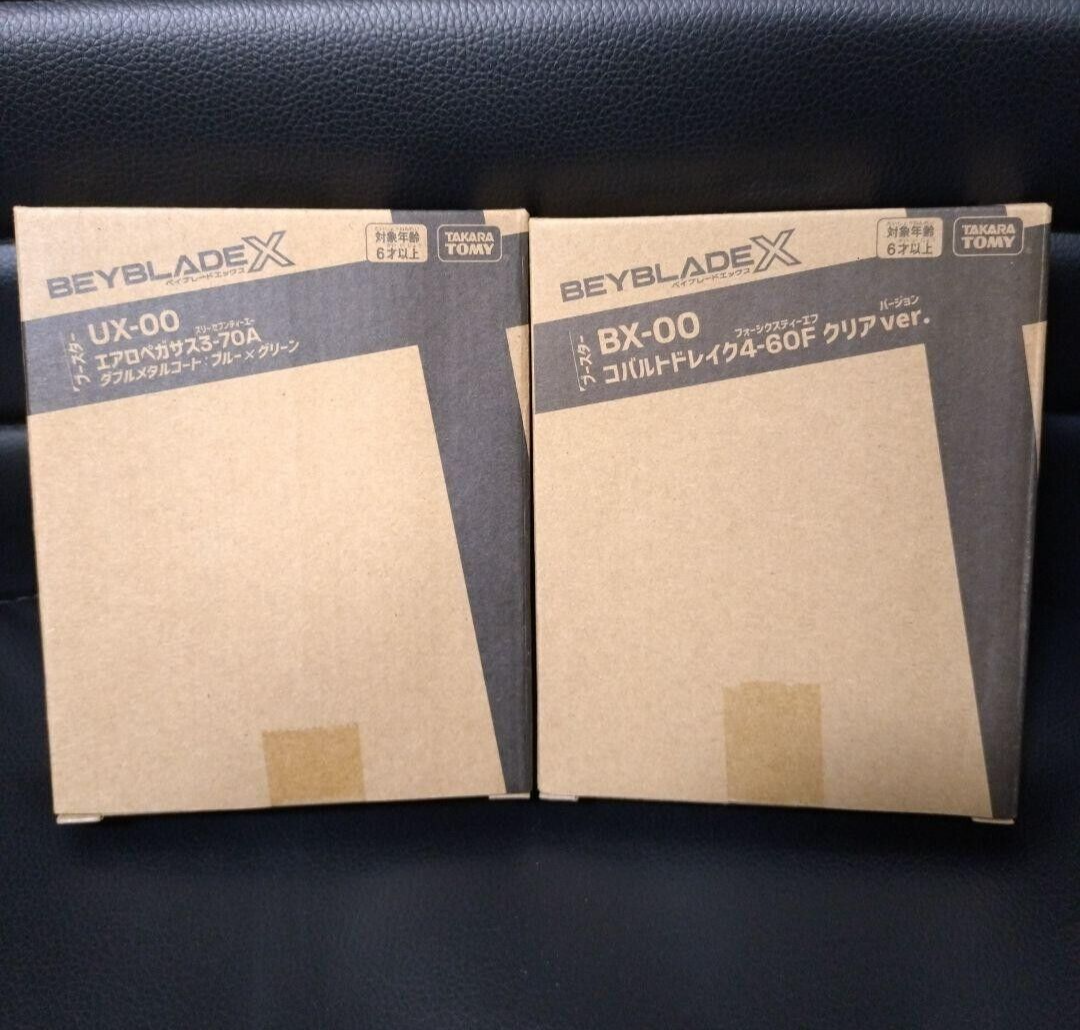 BEYBLADE X
ベイブレードエックス
対象年齢
6才以上
TAKARA
TOMY
ブースター
UX-00
スリーセブンティーエー
エアロペガサス3-70A
ダブルメタルコート:ブルー×グリーン
BEYBLADE X
ベイブレードエックス
対象年齢
6才以上
TAKARA
TOMY
ブースター
BX-00
フォーシックスティーエフ
バージョン
コバルトドレイク4-60F クリアver.